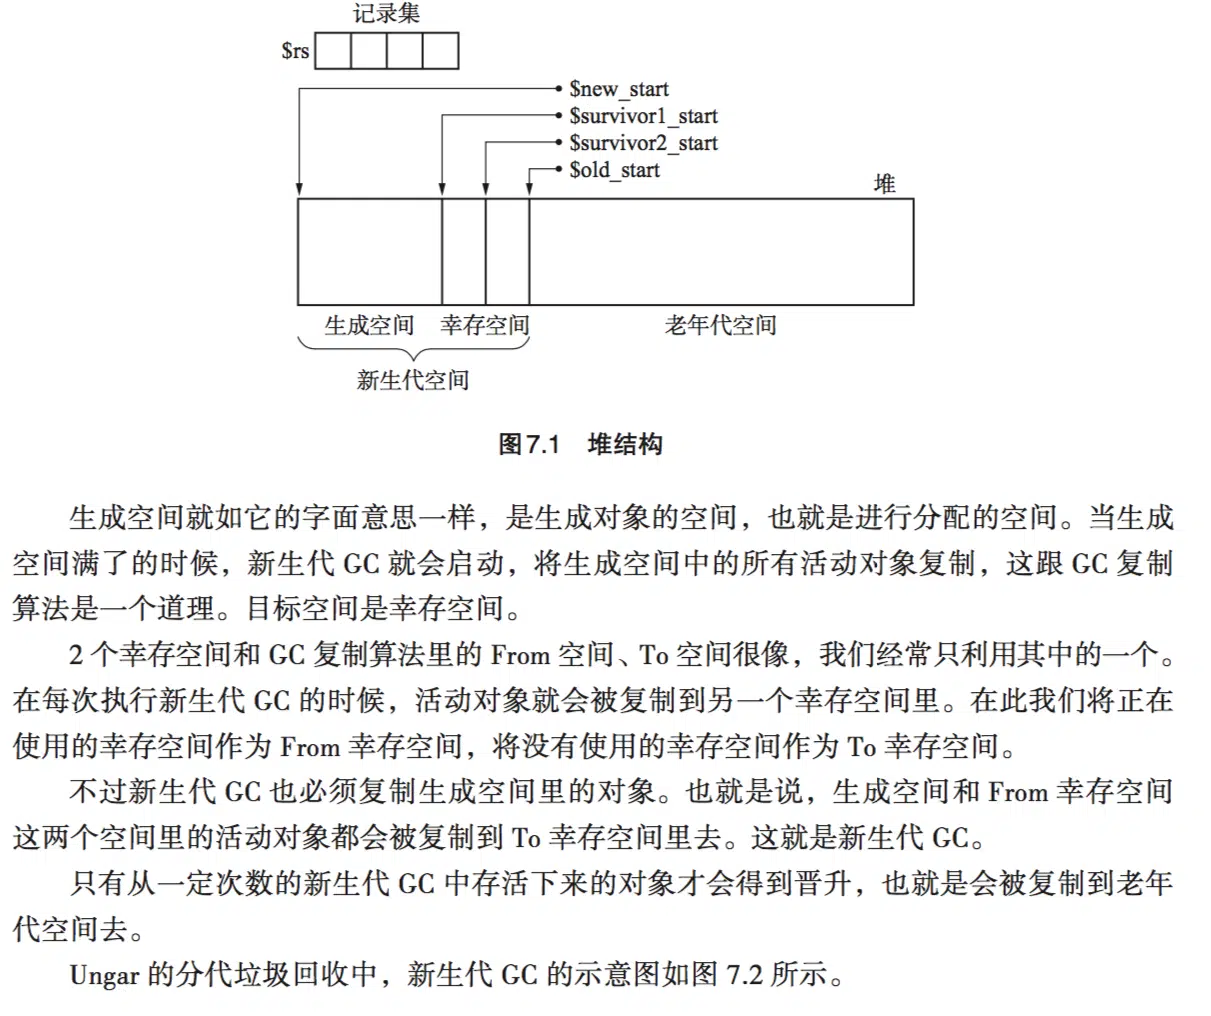 记录集
$rs
$new_start
$survivor1_start
$survivor2_start
$old_start
堆
生成空间 幸存空间 老年代空间
新生代空间
图7.1 堆结构
生成空间就如它的字面意思一样，是生成对象的空间，也就是进行分配的空间。当生成
空间满了的时候，新生代 GC 就会启动，将生成空间中的所有活动对象复制，这跟 GC 复制
算法是一个道理。目标空间是幸存空间。
2 个幸存空间和 GC 复制算法里的 From 空间、To 空间很像，我们经常只利用其中的一个。
在每次执行新生代 GC 的时候，活动对象就会被复制到另一个幸存空间里。在此我们将正在
使用的幸存空间作为 From 幸存空间，将没有使用的幸存空间作为 To 幸存空间。
不过新生代 GC 也必须复制生成空间里的对象。也就是说，生成空间和 From 幸存空间
这两个空间里的活动对象都会被复制到 To 幸存空间里去。这就是新生代 GC。
只有从一定次数的新生代 GC 中存活下来的对象才会得到晋升，也就是会被复制到老年
代空间去。
Ungar 的分代垃圾回收中，新生代 GC 的示意图如图 7.2 所示。